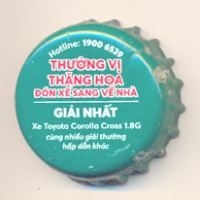 Hotline: 1900 6539
THƯỞNG VỊ
THĂNG HOA
ĐÓN XẾ SANG VỀ NHÀ
GIẢI NHẤT
Xe Toyota Corolla Cross 1.8G
cùng nhiều giải thưởng
hấp dẫn khác